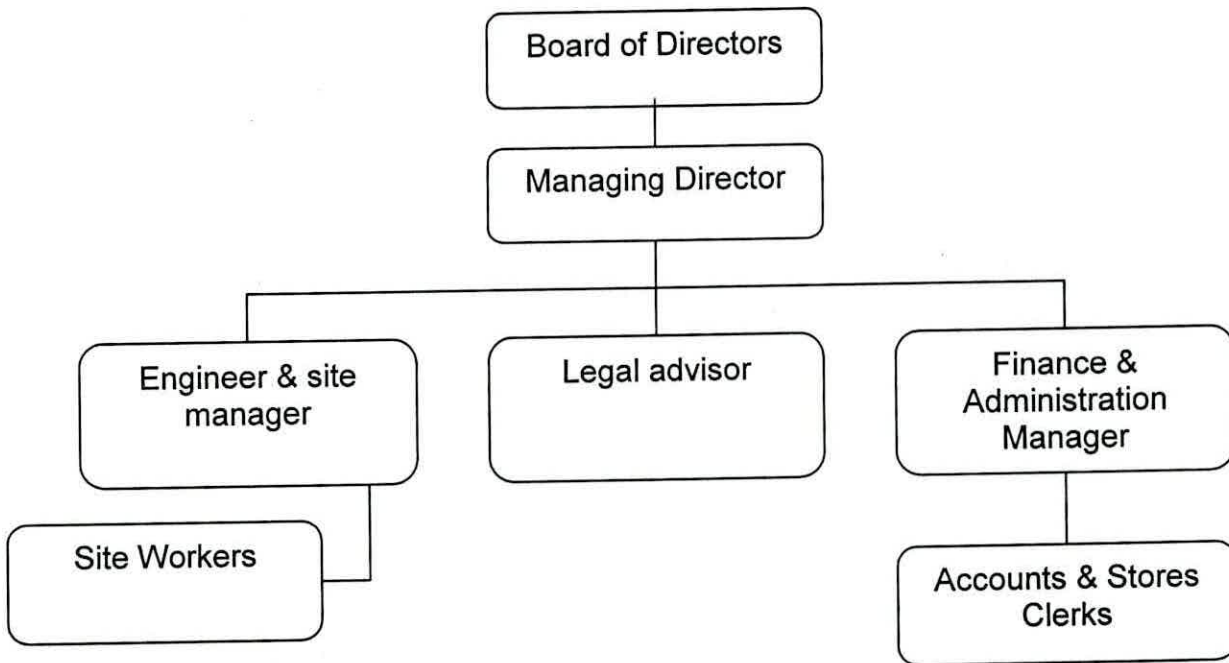 Board of Directors
Managing Director
Engineer & site
manager
Legal advisor
Finance &
Administration
Manager
Site Workers
Accounts & Stores
Clerks